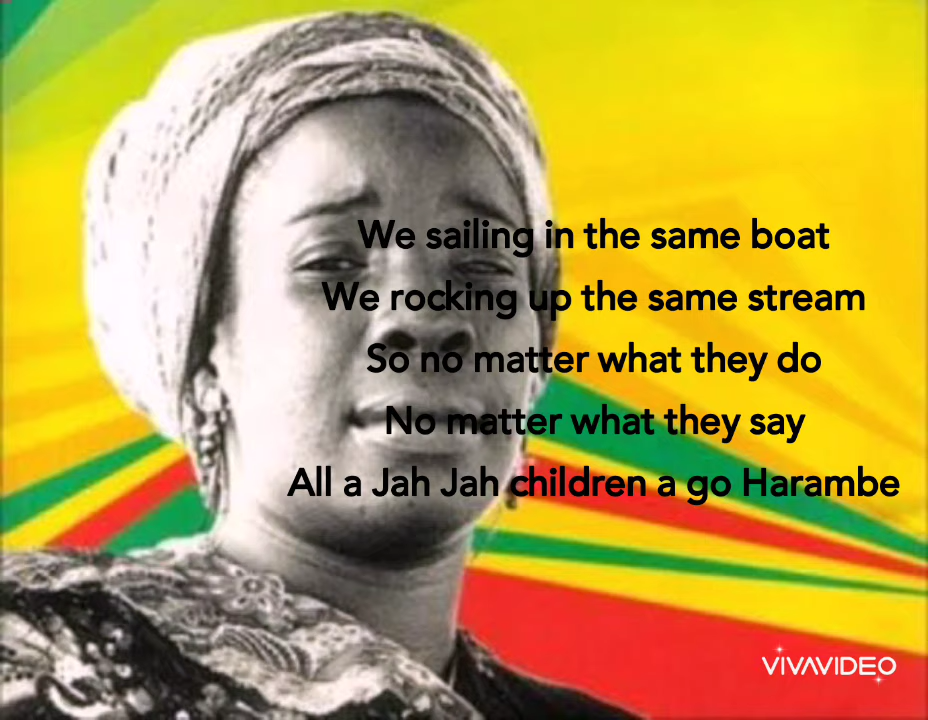 We sailing in the same boat
We rocking up the same stream
So no matter what they do
No matter what they say
All a Jah Jah children a go Harambe
VIVAVIDEO